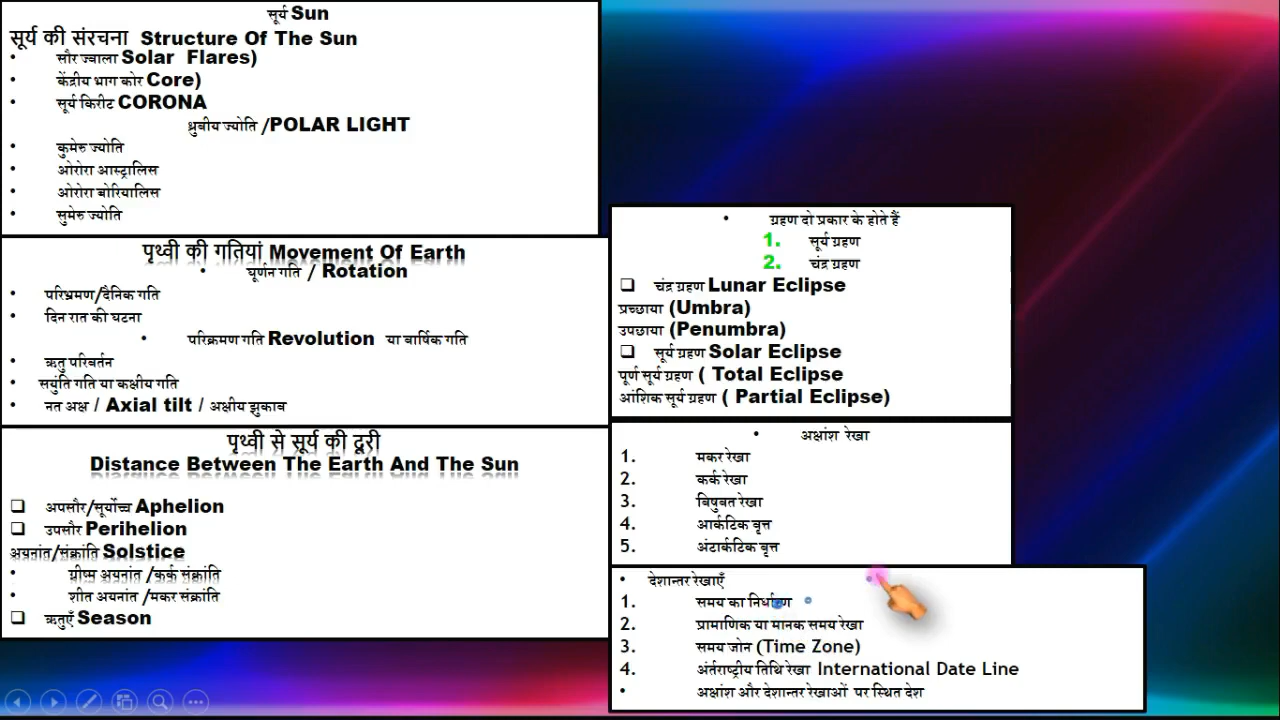 सूर्य Sun
सूर्य की संरचना Structure Of The Sun
• सौर ज्वाला Solar Flares)
• केंद्रीय भाग कोर Core)
• सूर्य किरीट CORONA
ध्रुबीय ज्योति /POLAR LIGHT
• कुमेरु ज्योति
• ओरोरा आस्ट्रालिस
• ओरोरा बोरियालिस
• सुमेरु ज्योति
पृथ्वी की गतियां Movement Of Earth
• घूर्णन गति / Rotation
• परिभ्रमण/दैनिक गति
• दिन रात की घटना
• परिक्रमण गति Revolution या बार्षिक गति
• ऋतु परिबर्तन
• सयुंति गति या कक्षीय गति
• नत अक्ष / Axial tilt / अक्षीय झुकाब
पृथ्वी से सूर्य की दूरी
Distance Between The Earth And The Sun
❑ अपसौर/सूर्योच्च Aphelion
❑ उपसौर Perihelion
अयनांत/संक्रांति Solstice
• ग्रीष्म अयनांत /कर्क संक्रांति
• शीत अयनांत /मकर संक्रांति
❑ ऋतुएँ Season
• ग्रहण दो प्रकार के होते हैं
1. सूर्य ग्रहण
2. चंद्र ग्रहण
❑ चंद्र ग्रहण Lunar Eclipse
प्रच्छाया (Umbra)
उपछाया (Penumbra)
❑ सूर्य ग्रहण Solar Eclipse
पूर्ण सूर्य ग्रहण ( Total Eclipse
आंशिक सूर्य ग्रहण ( Partial Eclipse)
• अक्षांश रेखा
1. मकर रेखा
2. कर्क रेखा
3. बिषुबत रेखा
4. आर्कटिक बृत्त
5. अंटार्कटिक बृत्त
• देशान्तर रेखाएँ
1. समय का निर्धारण
2. प्रामाणिक या मानक समय रेखा
3. समय जोन (Time Zone)
4. अंर्तराष्ट्रीय तिथि रेखा International Date Line
• अक्षांश और देशान्तर रेखाओं पर स्थित देश